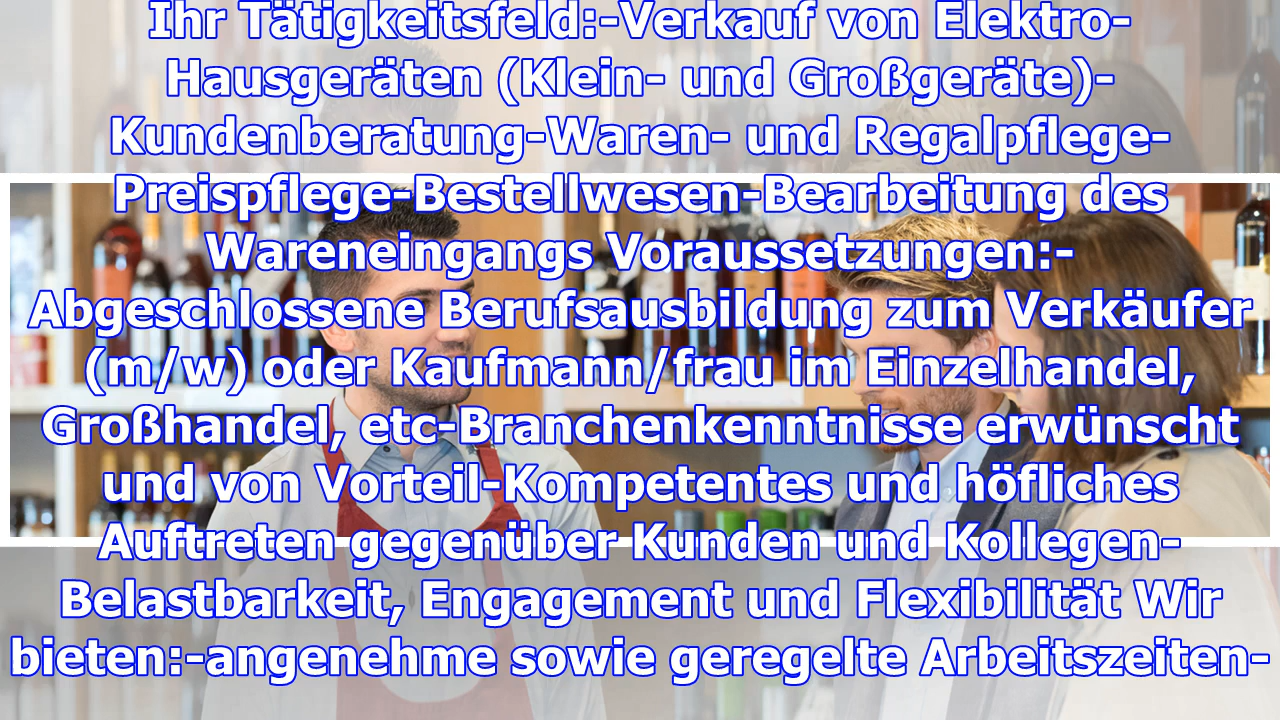 Ihr Tätigkeitsfeld:-Verkauf von Elektro-
Hausgeräten (Klein- und Großgeräte)-
Kundenberatung-Waren- und Regalpflege-
Preispflege-Bestellwesen-Bearbeitung des
Wareneingangs Voraussetzungen:-
Abgeschlossene Berufsausbildung zum Verkäufer
(m/w) oder Kaufmann/frau im Einzelhandel,
Großhandel, etc-Branchenkenntnisse erwünscht
und von Vorteil-Kompetentes und höfliches
Auftreten gegenüber Kunden und Kollegen-
Belastbarkeit, Engagement und Flexibilität Wir
bieten:-angenehme sowie geregelte Arbeitszeiten-